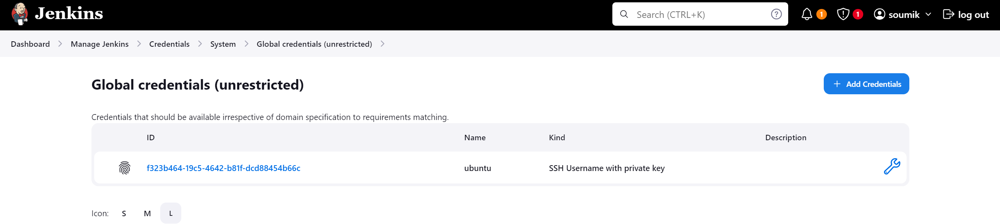 Jenkins
Search (CTRL+K) ? 1 1 soumik log out
Dashboard Manage Jenkins Credentials System Global credentials (unrestricted)
Global credentials (unrestricted)
+ Add Credentials
Credentials that should be available irrespective of domain specification to requirements matching.
ID Name Kind Description
f323b464-19c5-4642-b81f-dcd88454b66c ubuntu SSH Username with private key
Icon: S M L